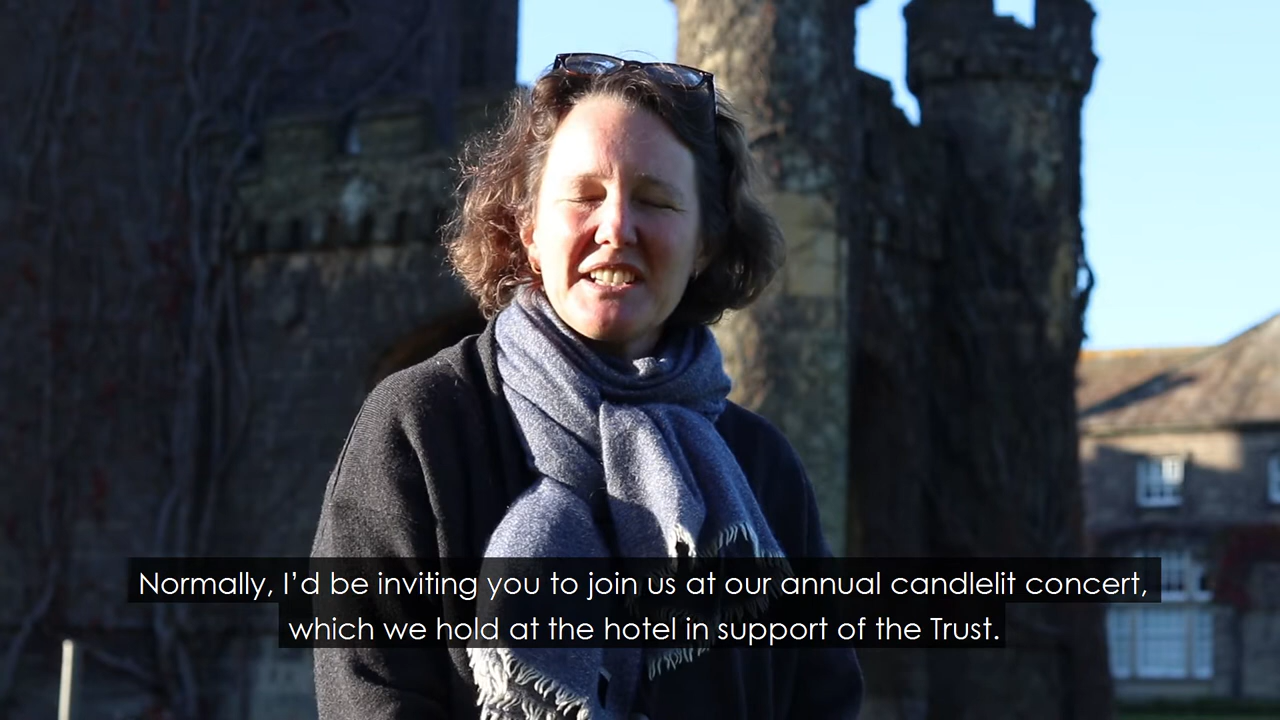 Normally, I'd be inviting you to join us at our annual candlelit concert,
which we hold at the hotel in support of the Trust.